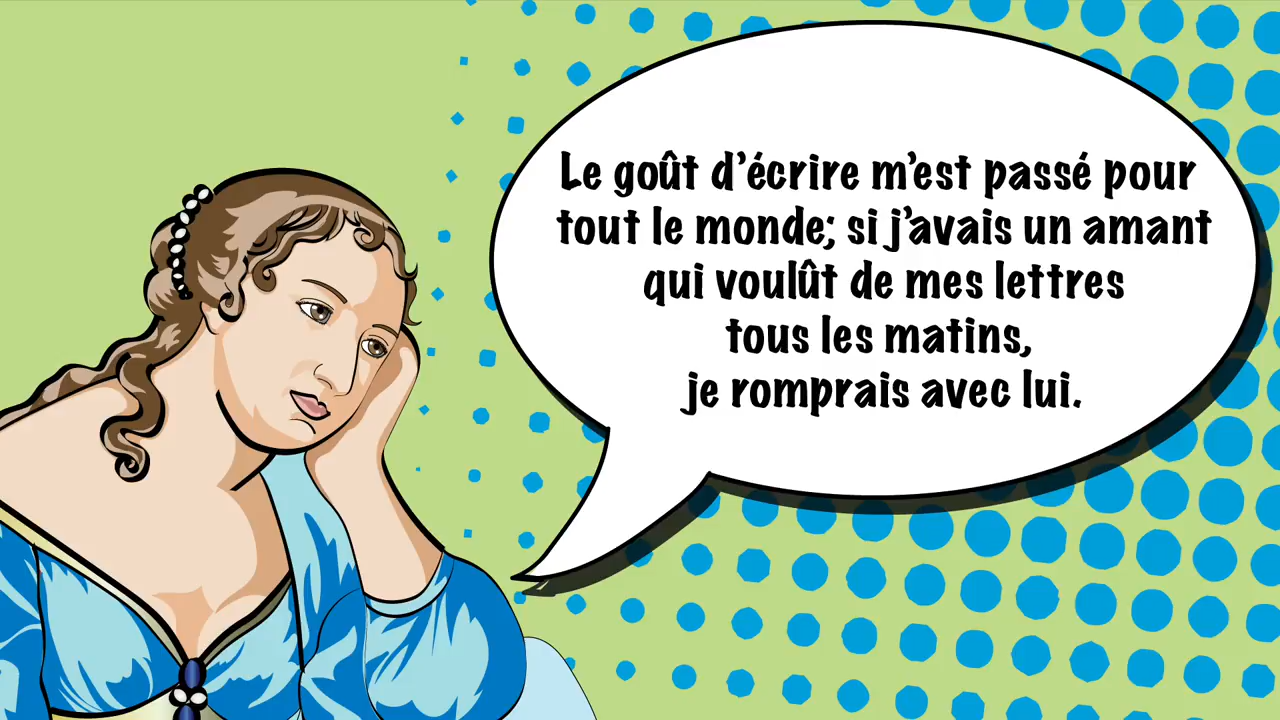 Le goût d’écrire m’est passé pour
tout le monde; si j’avais un amant
qui voulût de mes lettres
tous les matins,
je romprais avec lui.